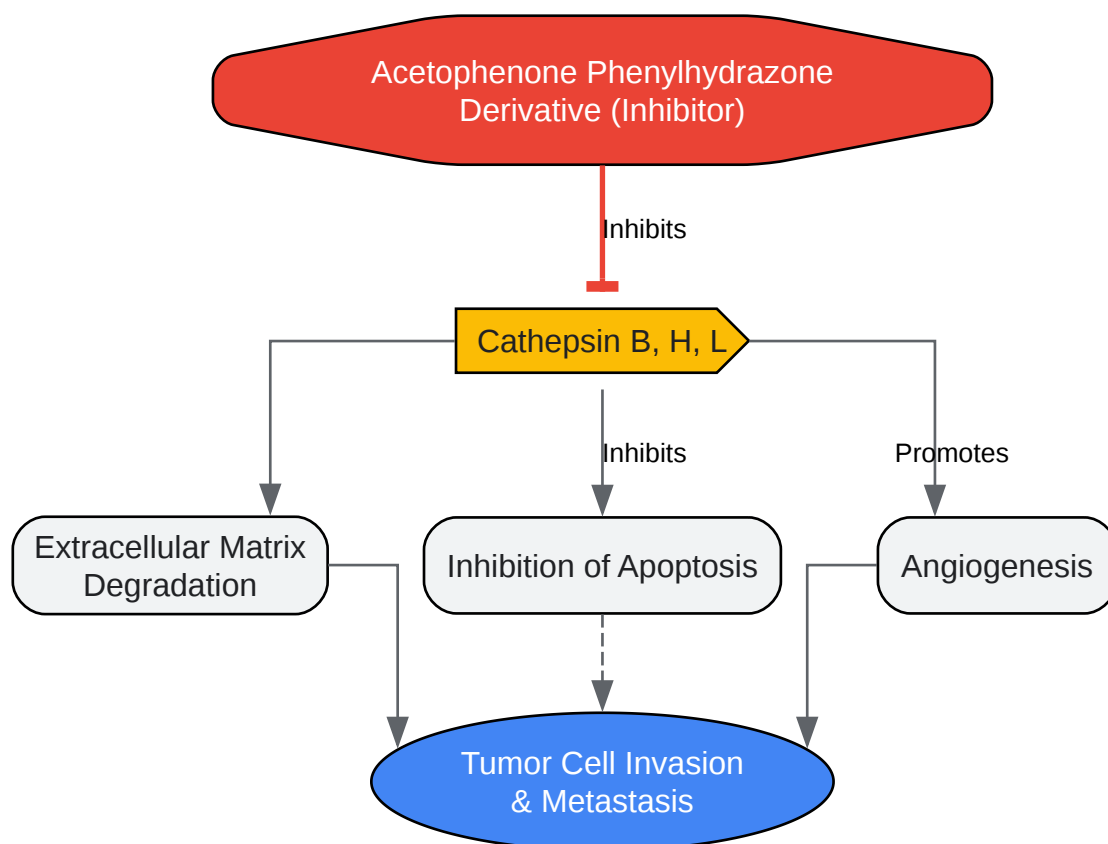 Acetophenone Phenylhydrazone
Derivative (Inhibitor)
Inhibits
Cathepsin B, H, L
Inhibits
Promotes
Extracellular Matrix
Degradation
Inhibition of Apoptosis
Angiogenesis
Tumor Cell Invasion
& Metastasis